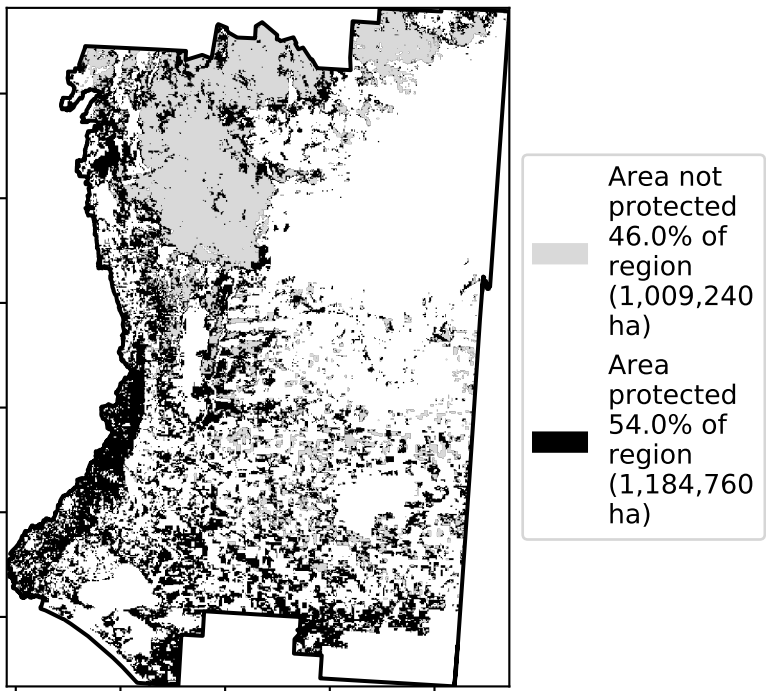 Area not
protected
46.0% of
region
(1,009,240
ha)
Area
protected
54.0% of
region
(1,184,760
ha)